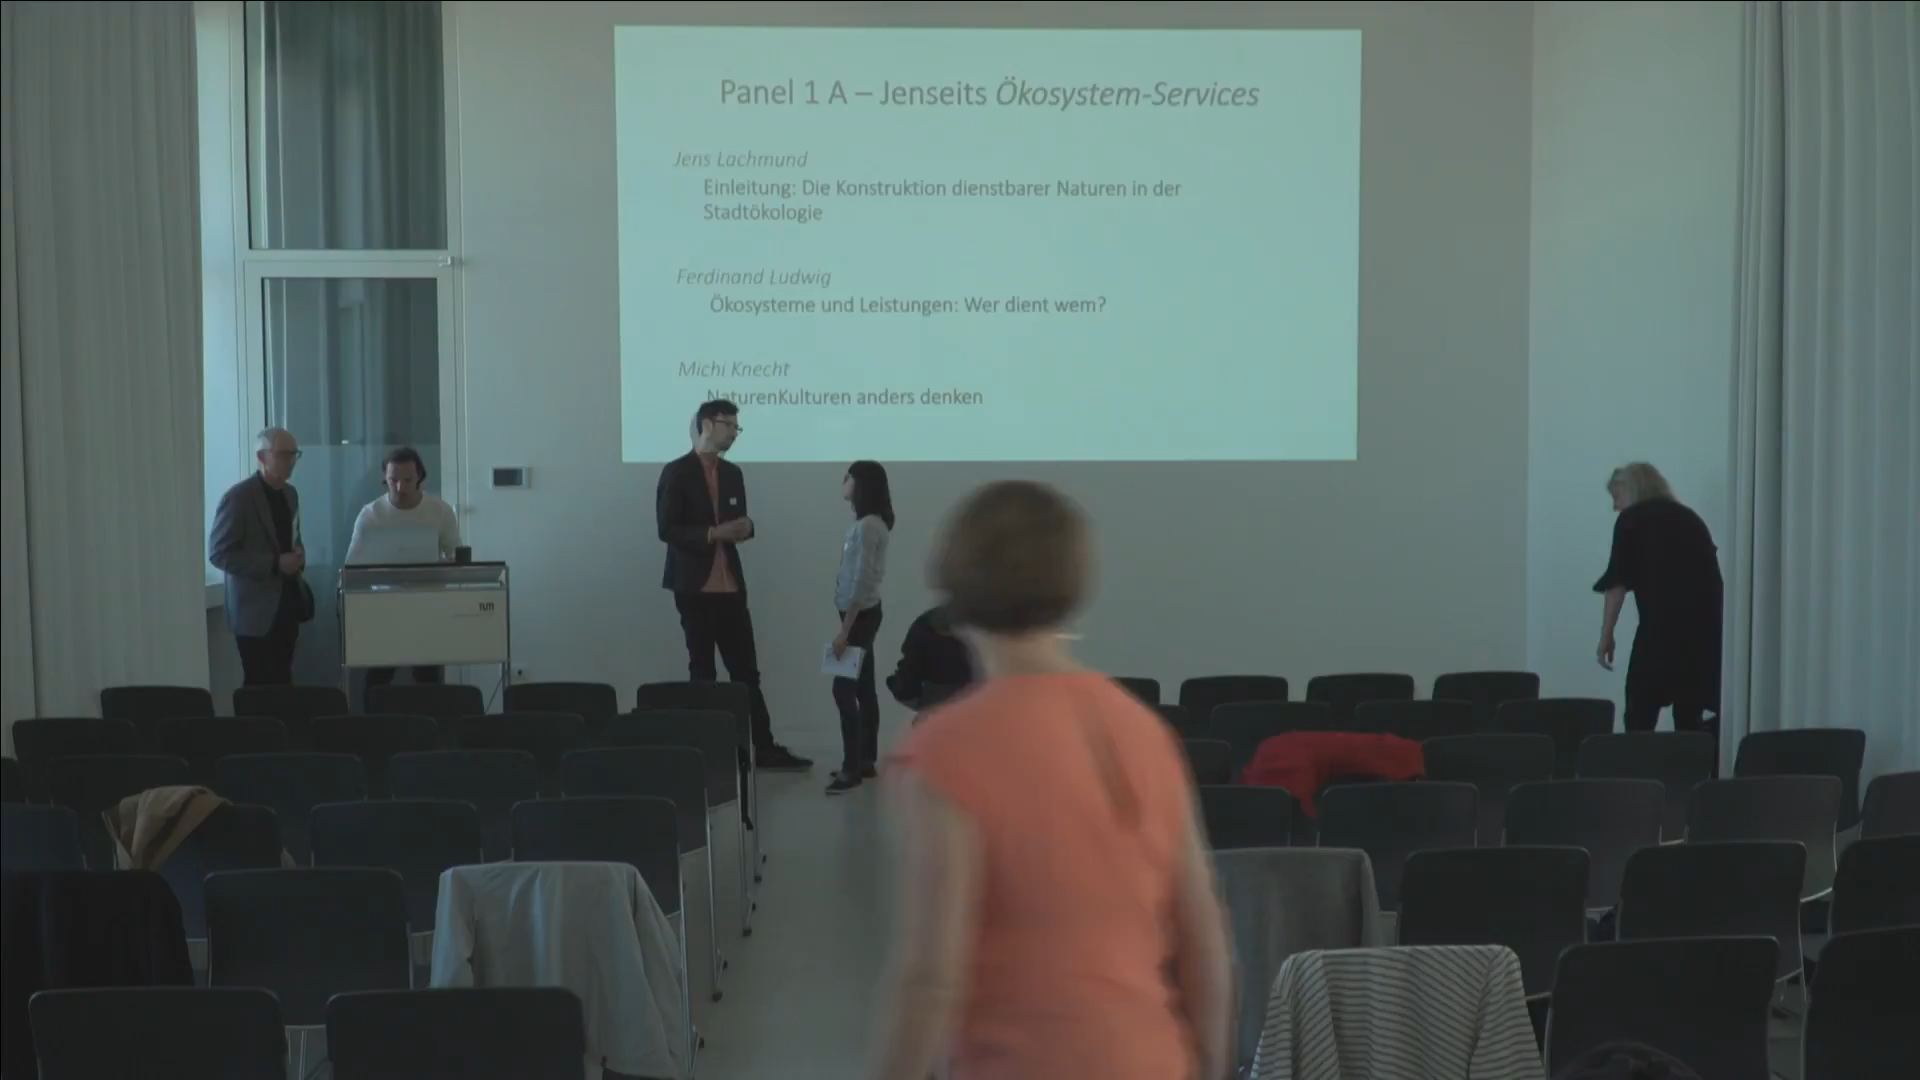 Panel 1 A – Jenseits Ökosystem-Services
Jens Lachmund
Einleitung: Die Konstruktion dienstbarer Naturen in der
Stadtökologie
Ferdinand Ludwig
Ökosysteme und Leistungen: Wer dient wem?
Michi Knecht
NaturenKulturen anders denken
TUM